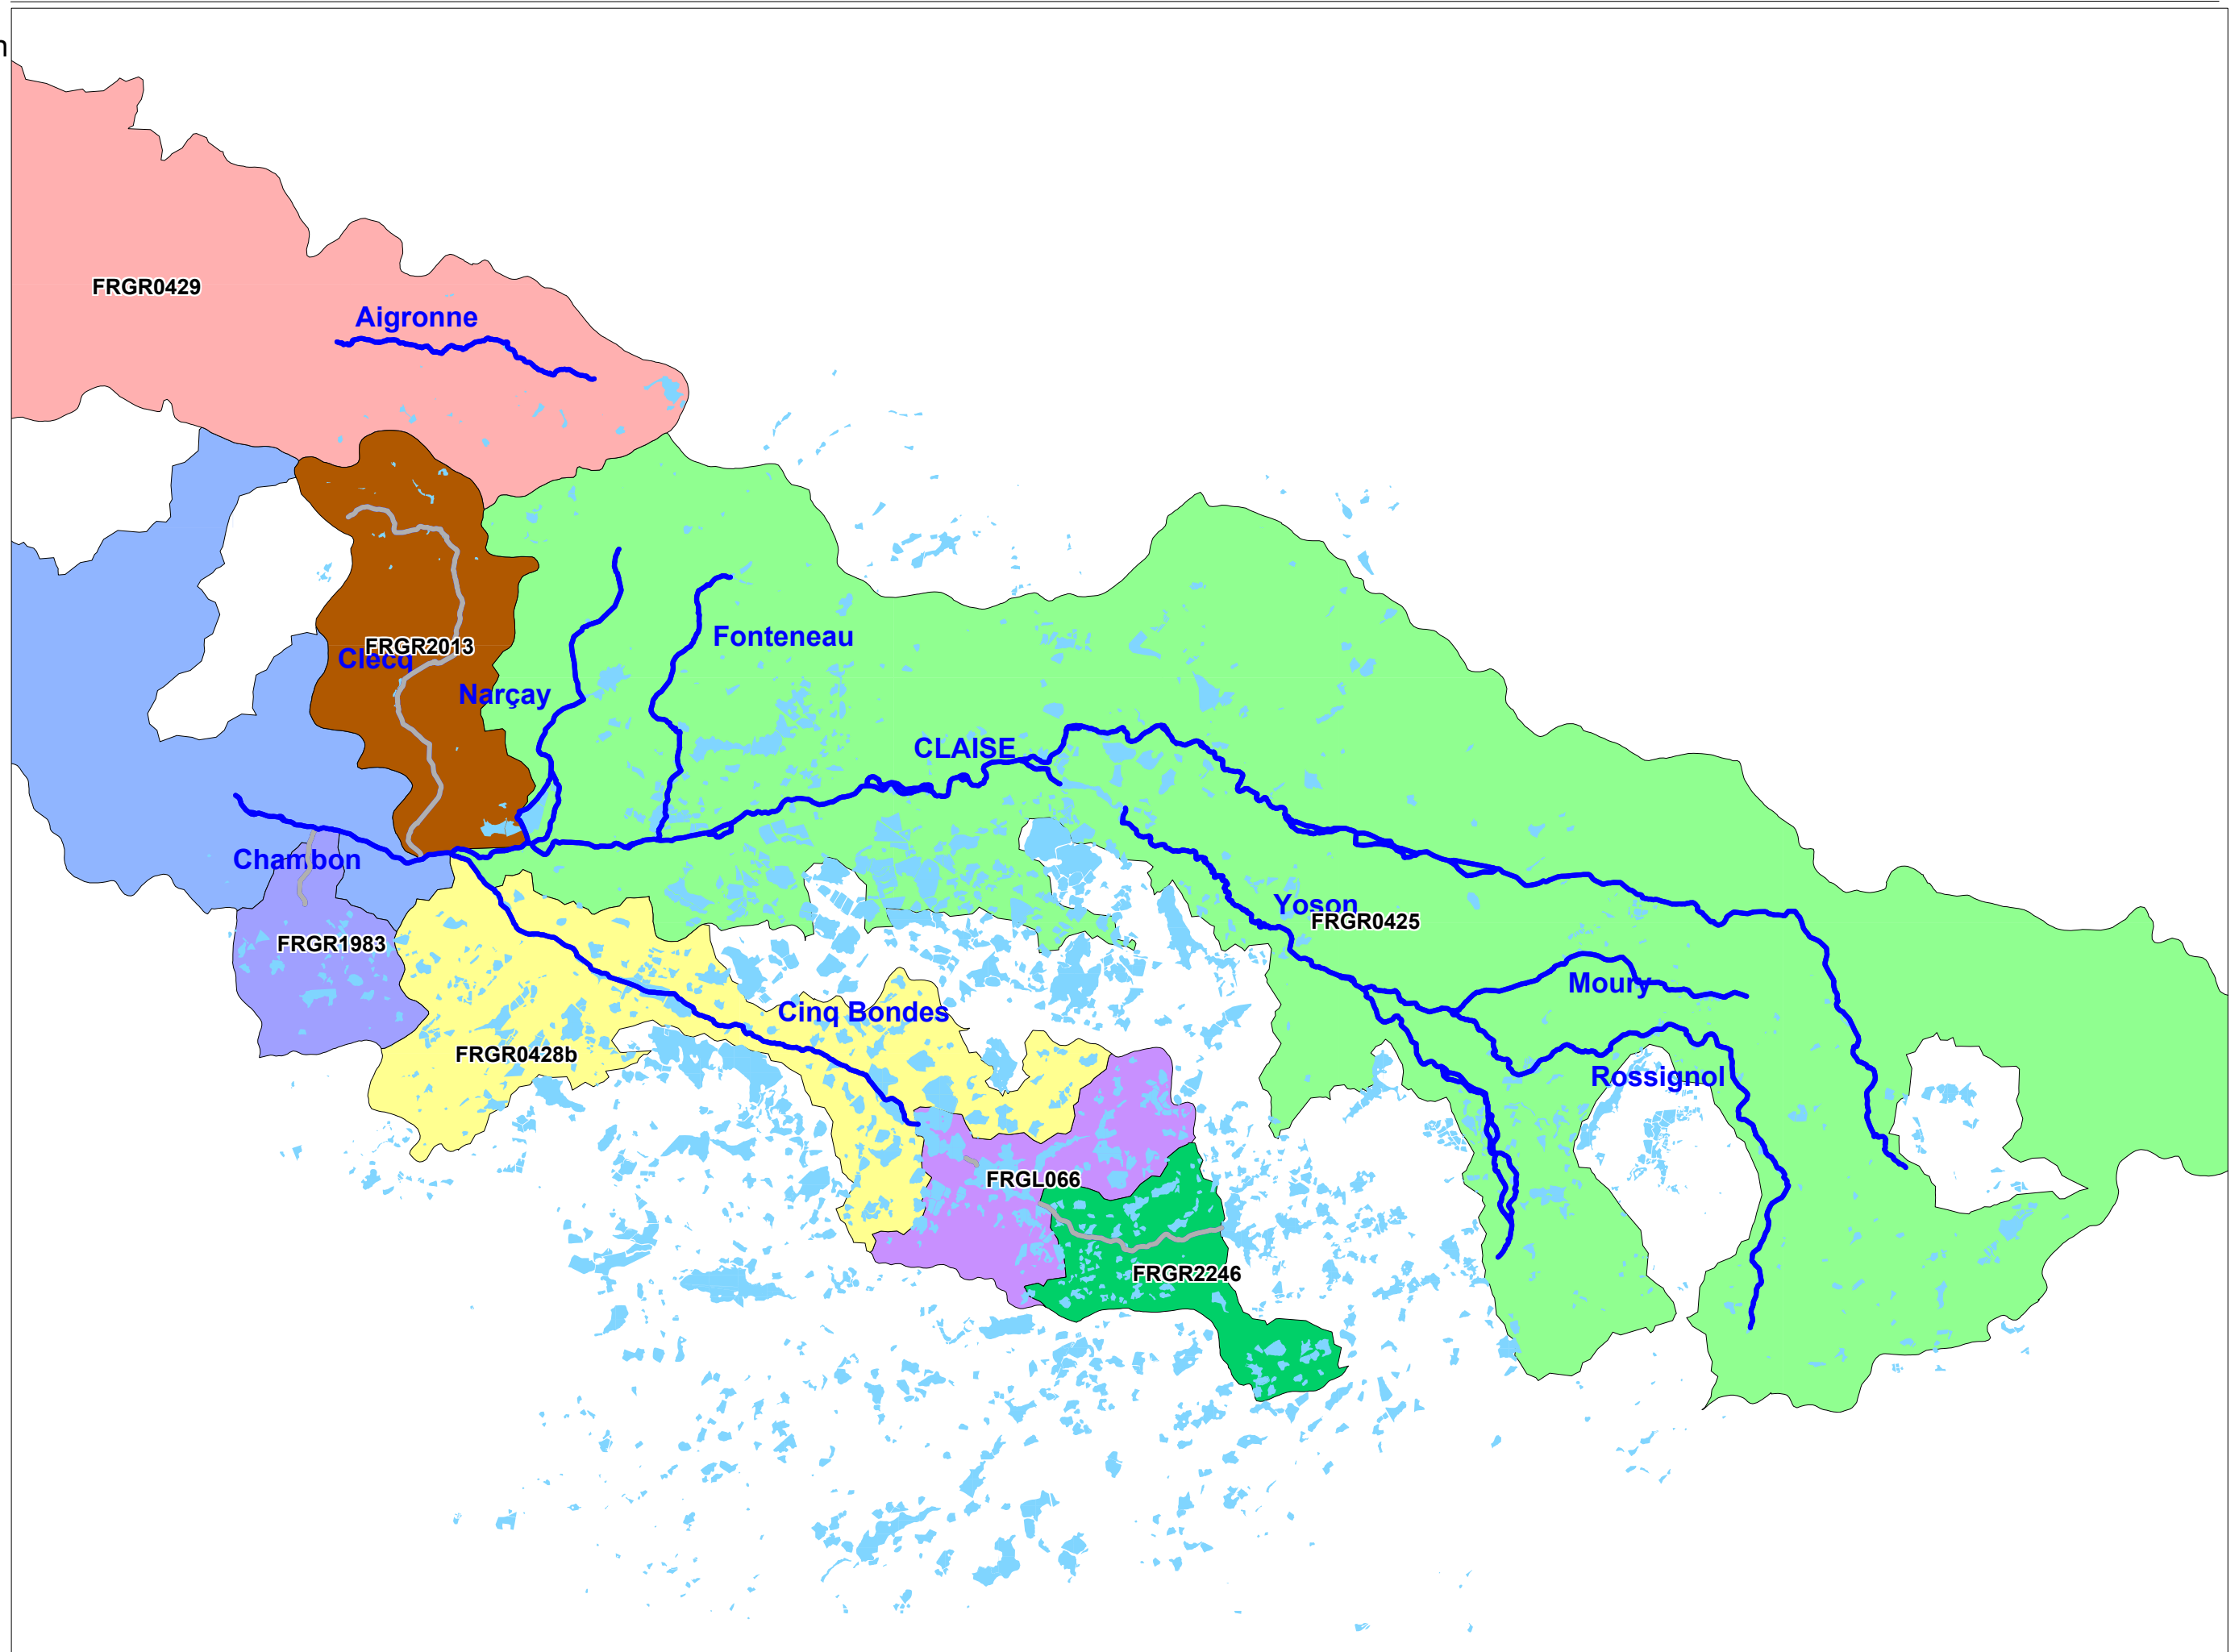 n
FRGR0429
Aigronne
Fonteneau
FRGR2013
Clecq
Narçay
CLAISE
Chambon
Yoson
FRGR0425
FRGR1983
Moury
Cinq Bondes
FRGR0428b
Rossignol
FRGL066
FRGR2246